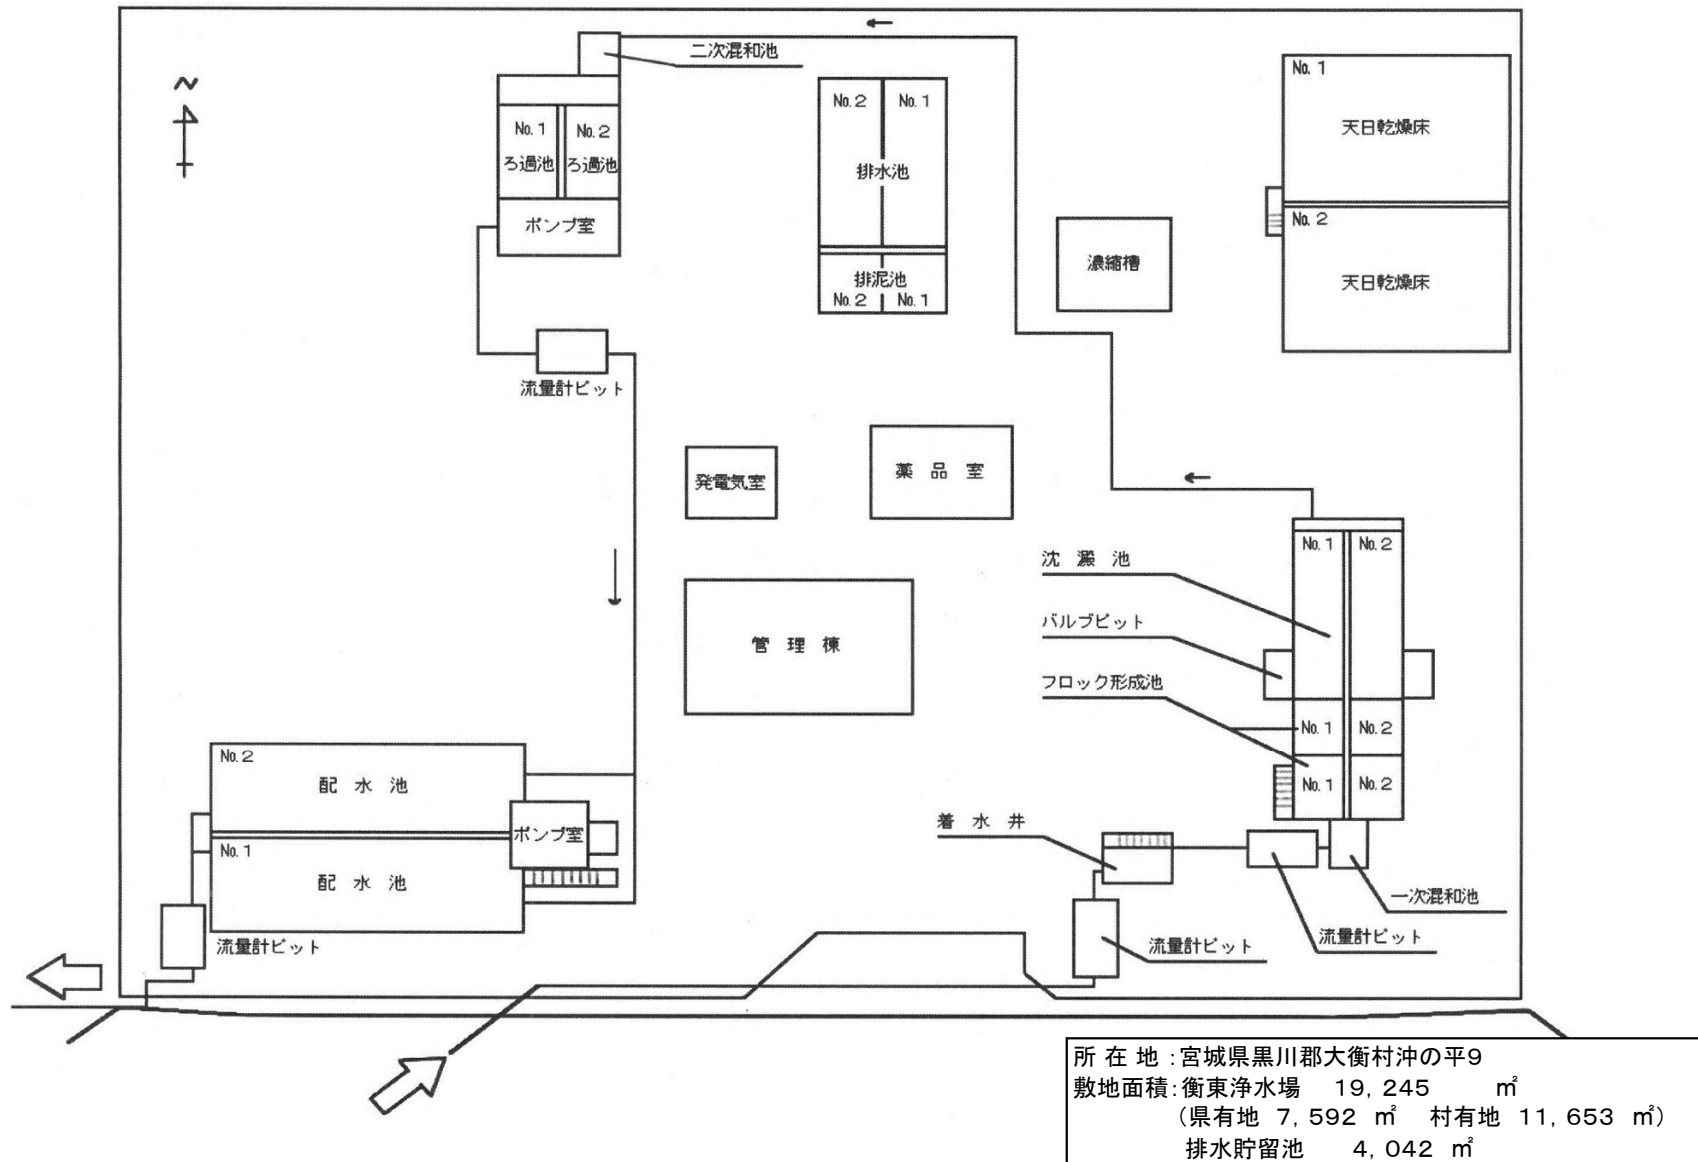 二次混和池
No. 1
No. 2
ろ過池
ろ過池
ポンプ室
流量計ピット
No. 2
No. 1
排水池
排泥池
No. 2
No. 1
濃縮槽
No. 1
天日乾燥床
No. 2
天日乾燥床
発電気室
薬品室
管理棟
沈澱池
バルブピット
フロック形成池
No. 1
No. 2
No. 1
No. 2
No. 1
No. 2
着水井
一次混和池
流量計ピット
流量計ピット
No. 2
配水池
ポンプ室
No. 1
配水池
流量計ピット
所在地:宮城県黒川郡大衡村沖の平9
敷地面積:衡東浄水場 19,245 ㎡
(県有地 7,592 ㎡ 村有地 11,653 ㎡)
排水貯留池 4,042 ㎡